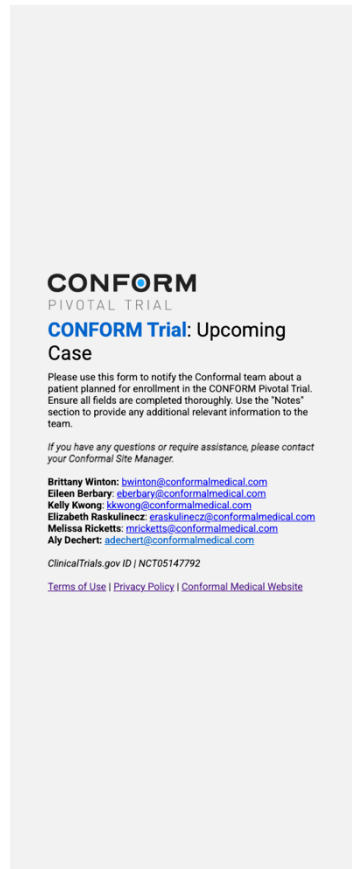 CONFORM
PIVOTAL TRIAL
CONFORM Trial: Upcoming
Case
Please use this form to notify the Conformal team about a
patient planned for enrollment in the CONFORM Pivotal Trial.
Ensure all fields are completed thoroughly. Use the "Notes"
section to provide any additional relevant information to the
team.
If you have any questions or require assistance, please contact
your Conformal Site Manager.
Brittany Winton: bwinton@conformalmedical.com
Eileen Berbary: eberbary@conformalmedical.com
Kelly Kwong: kkwong@conformalmedical.com
Elizabeth Raskulinecz: eraskulinecz@conformalmedical.com
Melissa Ricketts: mricketts@conformalmedical.com
Aly Dechert: adechert@conformalmedical.com
ClinicalTrials.gov ID | NCT05147792
Terms of Use | Privacy Policy | Conformal Medical Website